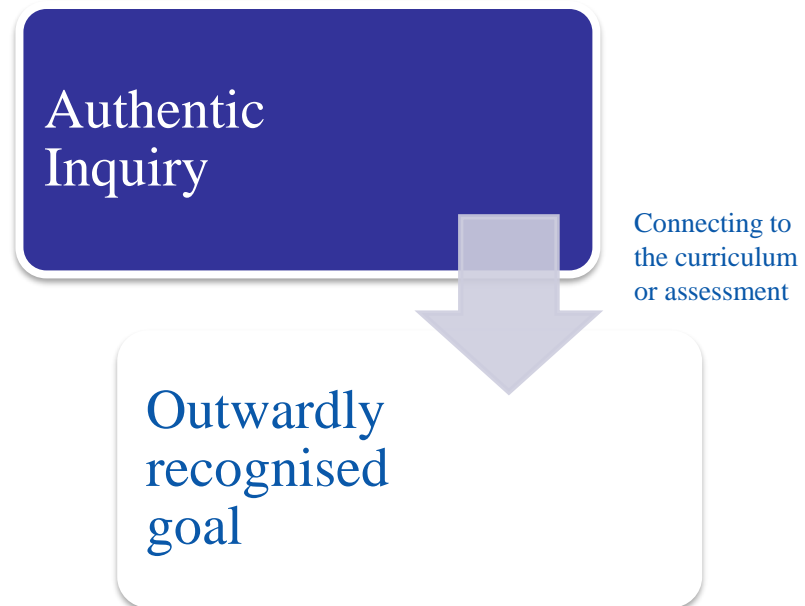 Authentic
Inquiry
Connecting to
the curriculum
or assessment
Outwardly
recognised
goal